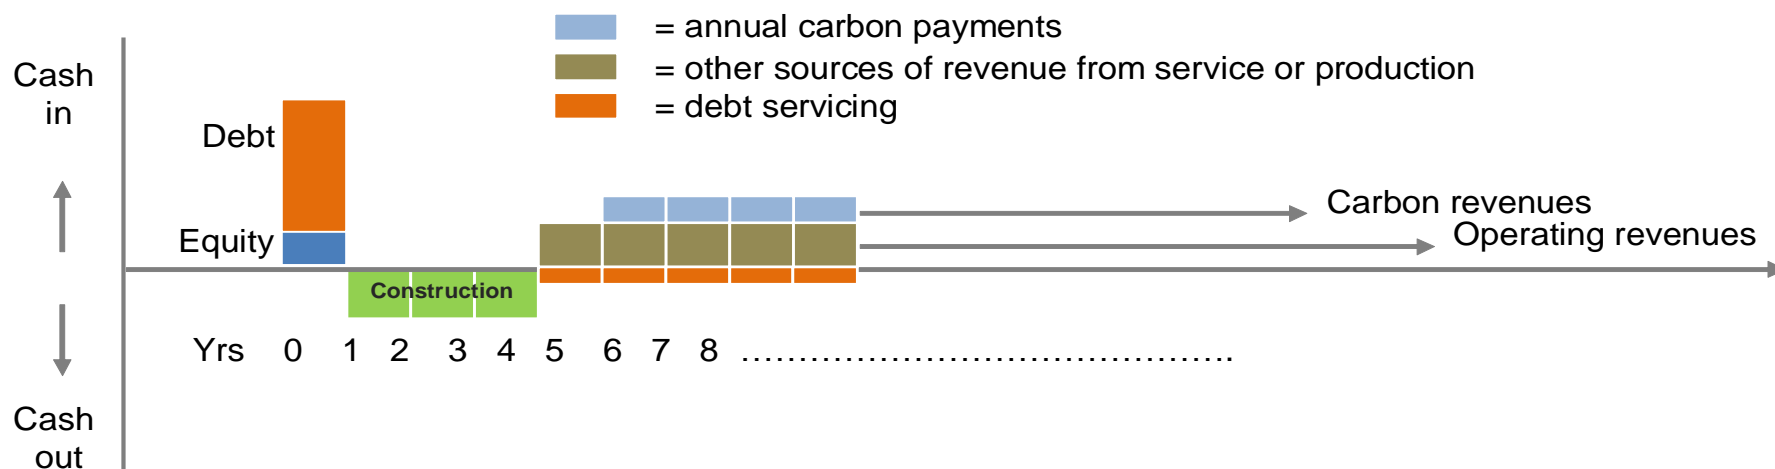 = annual carbon payments
= other sources of revenue from service or production
= debt servicing
Cash
in
Debt
Equity
Carbon revenues
Operating revenues
Construction
Yrs 0 1 2 3 4 5 6 7 8 ……………………………………….
Cash
out